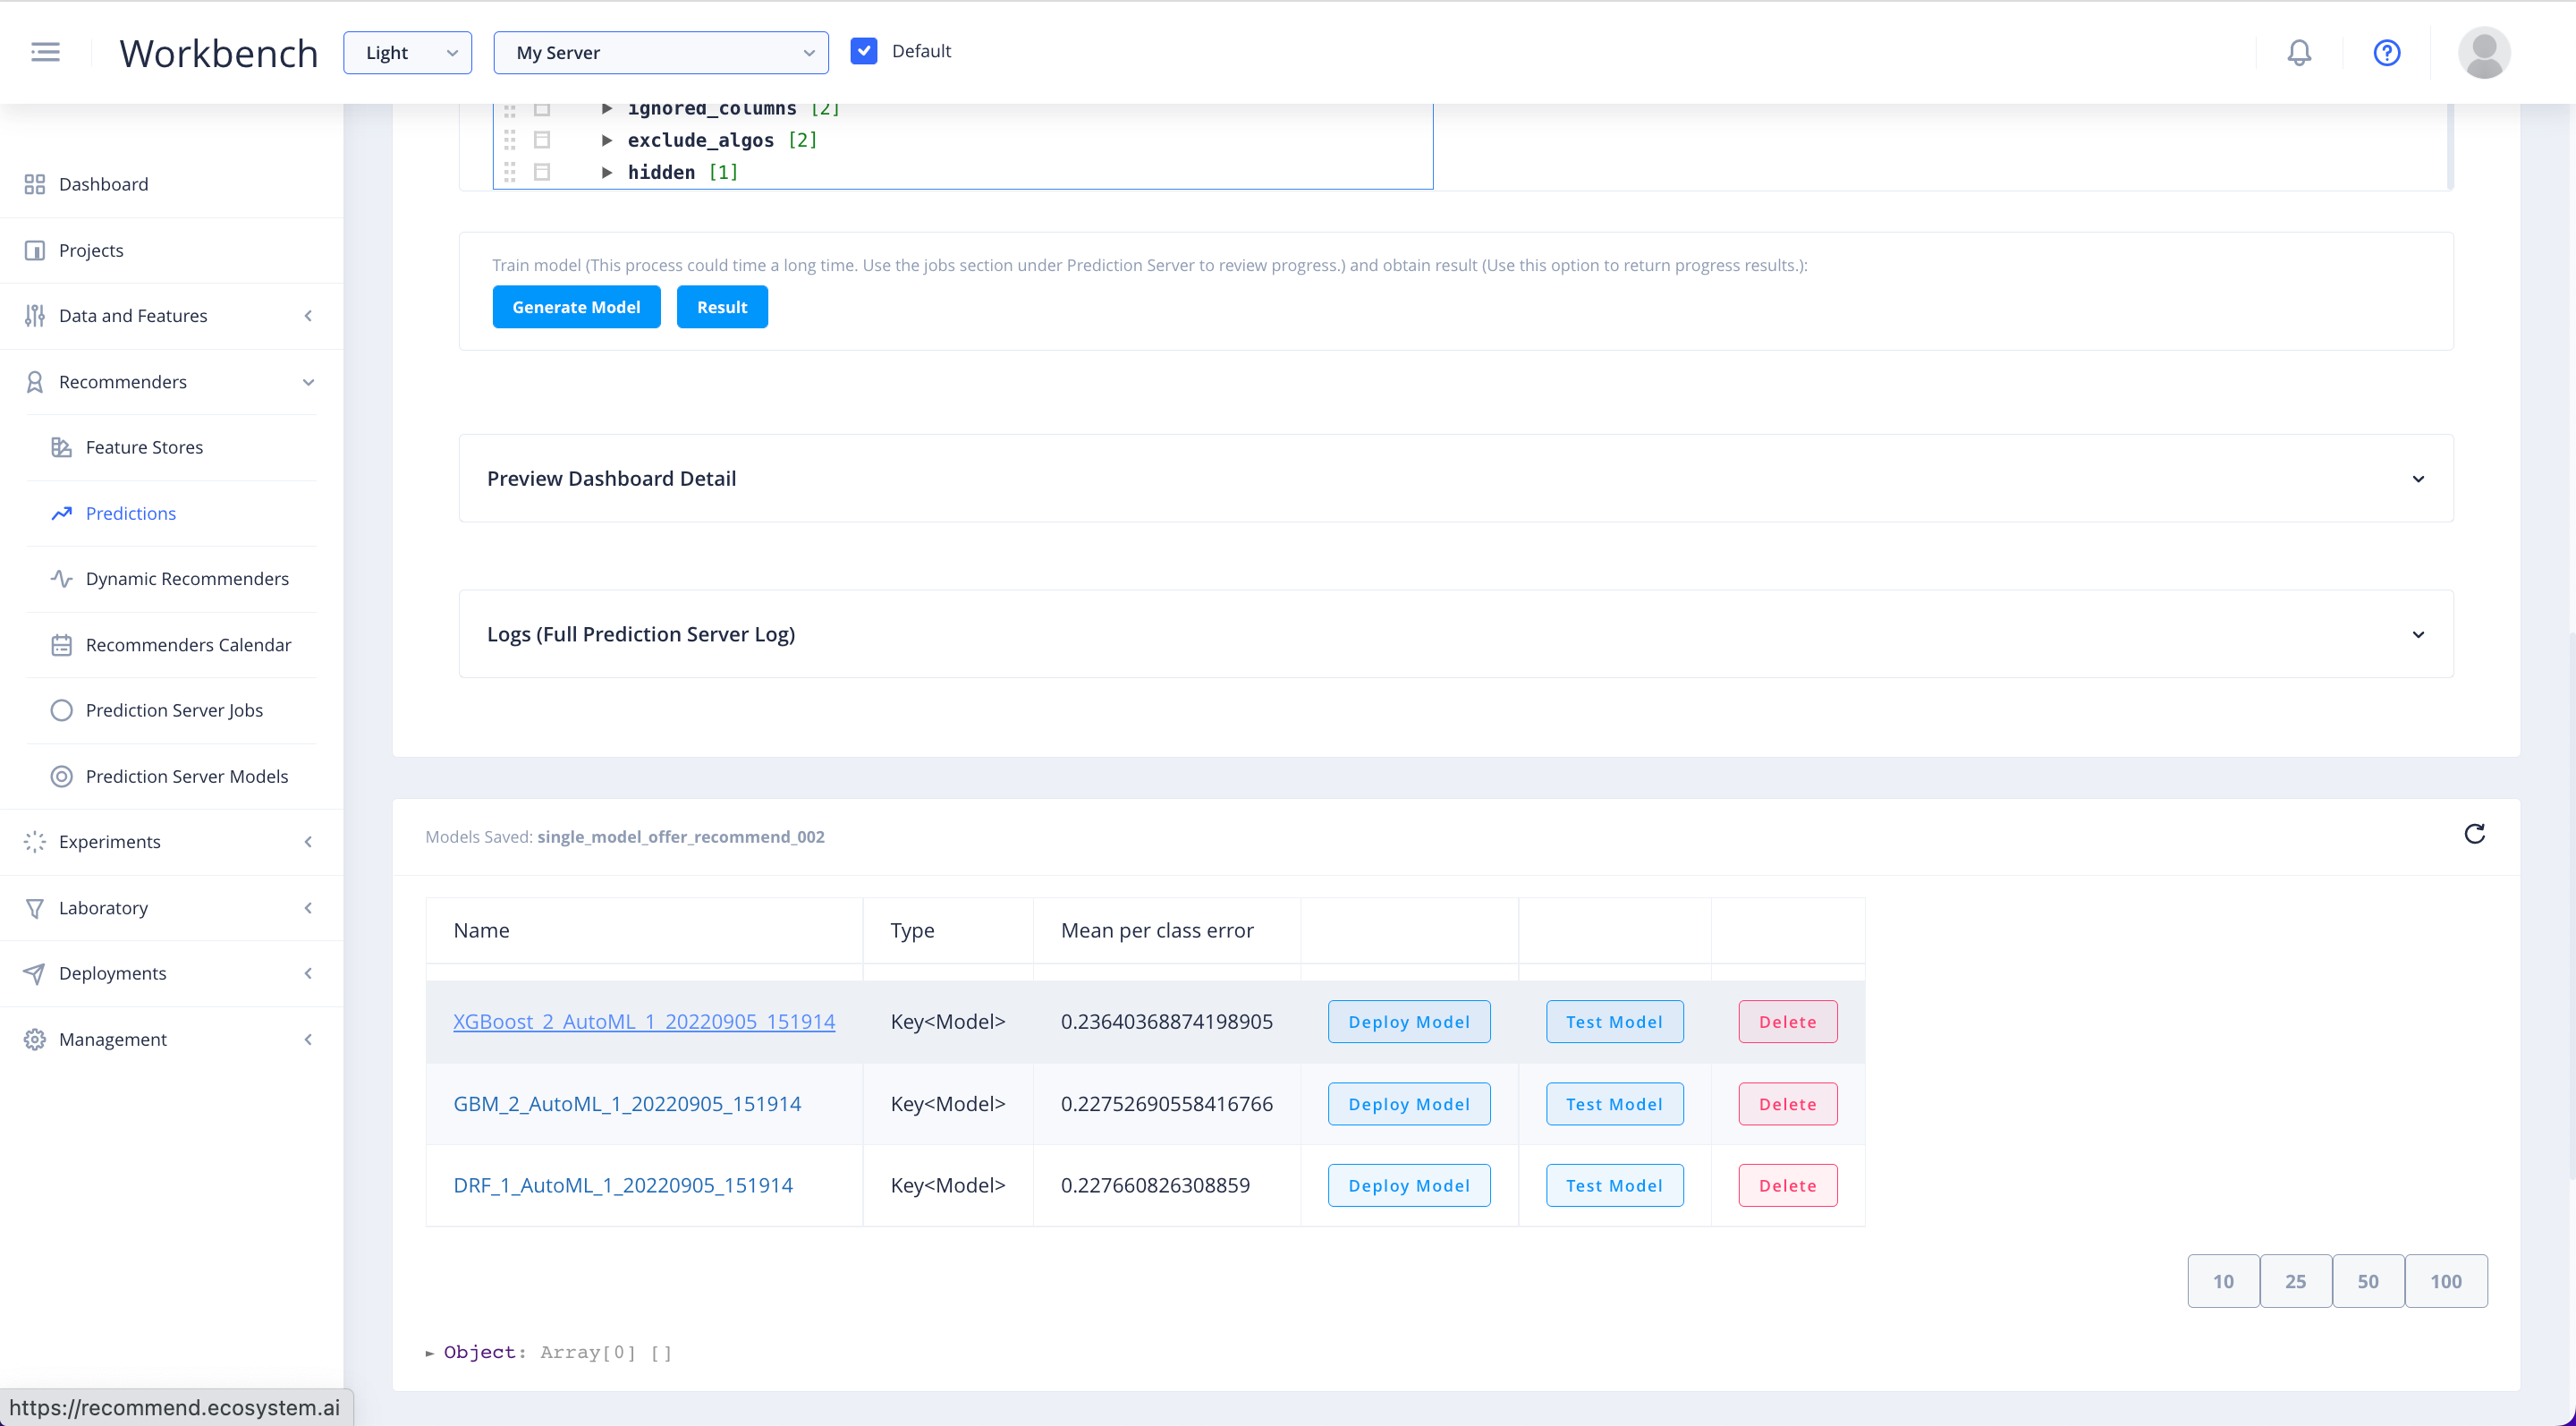 Workbench
Light
My Server
Default
Dashboard
Projects
Data and Features
Recommenders
Feature Stores
Predictions
Dynamic Recommenders
Recommenders Calendar
Prediction Server Jobs
Prediction Server Models
Experiments
Laboratory
Deployments
Management
ignored_columns [2]
exclude_algos [2]
hidden [1]
Train model (This process could time a long time. Use the jobs section under Prediction Server to review progress.) and obtain result (Use this option to return progress results.):
Generate Model Result
Preview Dashboard Detail
Logs (Full Prediction Server Log)
Models Saved: single_model_offer_recommend_002
Name Type Mean per class error
XGBoost_2_AutoML_1_20220905_151914 Key<Model> 0.23640368874198905 Deploy Model Test Model Delete
GBM_2_AutoML_1_20220905_151914 Key<Model> 0.22752690558416766 Deploy Model Test Model Delete
DRF_1_AutoML_1_20220905_151914 Key<Model> 0.227660826308859 Deploy Model Test Model Delete
10 25 50 100
Object: Array[0] []
https://recommend.ecosystem.ai